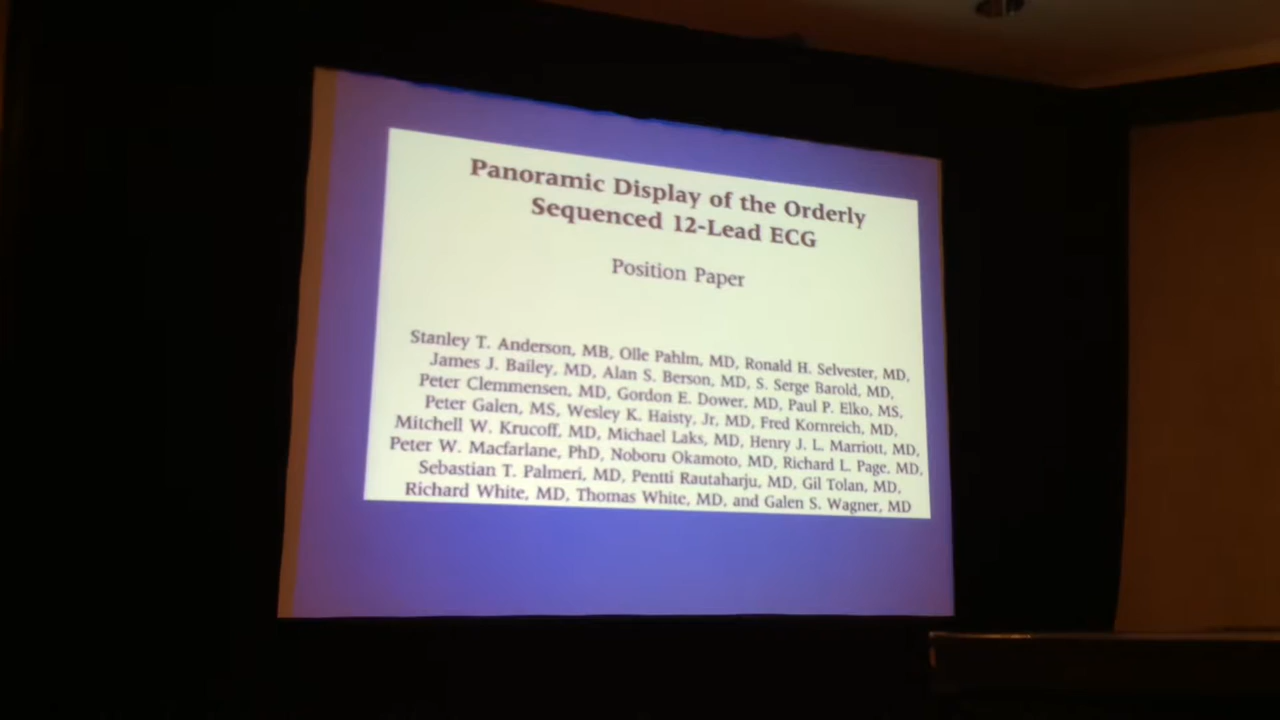 Panoramic Display of the Orderly
Sequenced 12-Lead ECG
Position Paper
Stanley T. Anderson, MB, Olle Pahlm, MD, Ronald H. Selvester, MD,
James J. Bailey, MD, Alan S. Berson, MD, S. Serge Barold, MD,
Peter Clemmensen, MD, Gordon E. Dower, MD, Paul P. Elko, MS,
Peter Galen, MS, Wesley K. Haisty, Jr, MD, Fred Kornreich, MD,
Mitchell W. Krucoff, MD, Michael Laks, MD, Henry J. L. Marriott, MD,
Peter W. Macfarlane, PhD, Noboru Okamoto, MD, Richard L. Page, MD,
Sebastian T. Palmeri, MD, Pentti Rautaharju, MD, Gil Tolan, MD,
Richard White, MD, Thomas White, MD, and Galen S. Wagner, MD